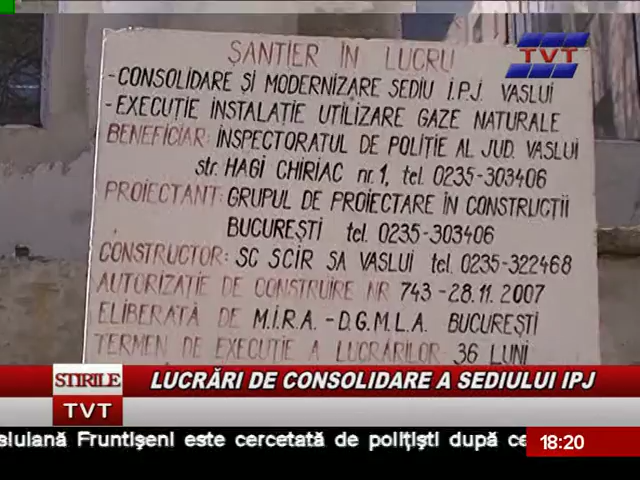 TVT
ŞANTIER ÎN LUCRU
-CONSOLIDARE ŞI MODERNIZARE SEDIU I.P.J. VASLUI
-EXECUŢIE INSTALAŢIE UTILIZARE GAZE NATURALE
BENEFICIAR: INSPECTORATUL DE POLIŢIE AL JUD. VASLUI
str. HAGI CHIRIAC nr. 1, tel. 0235-303406
PROIECTANT: GRUPUL DE PROIECTARE ÎN CONSTRUCŢII
BUCUREŞTI tel. 0235-303406
CONSTRUCTOR: SC SCIR SA VASLUI tel. 0235-322468
AUTORIZAŢIE DE CONSTRUIRE NR 743-28.11.2007
ELIBERATĂ DE M.I.R.A. -D.G.M.L.A. BUCUREŞTI
TERMEN DE EXECUŢIE A LUCRĂRILOR 36 LUNI
STIRILE
TVT
LUCRĂRI DE CONSOLIDARE A SEDIULUI IPJ
sluiană Fruntişeni este cercetată de poliţişti după ce
18:20